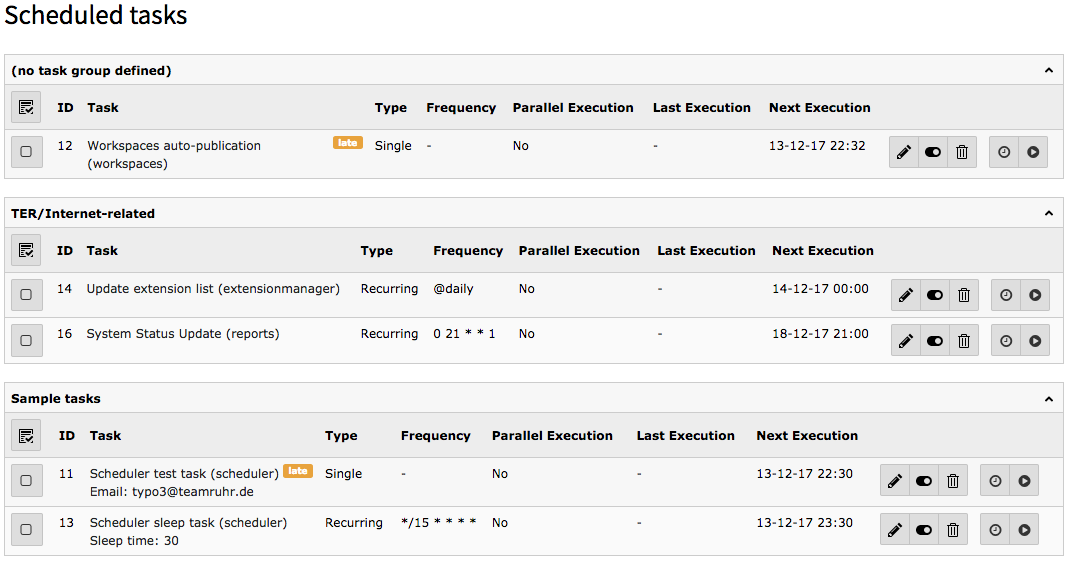 Scheduled tasks
(no task group defined)
ID Task Type Frequency Parallel Execution Last Execution Next Execution
12 Workspaces auto-publication late Single - No - 13-12-17 22:32
(workspaces)
TER/Internet-related
ID Task Type Frequency Parallel Execution Last Execution Next Execution
14 Update extension list (extensionmanager) Recurring @daily No - 14-12-17 00:00
16 System Status Update (reports) Recurring 0 21 * * 1 No - 18-12-17 21:00
Sample tasks
ID Task Type Frequency Parallel Execution Last Execution Next Execution
11 Scheduler test task (scheduler) late Single - No - 13-12-17 22:30
Email: typo3@teamruhr.de
13 Scheduler sleep task (scheduler) Recurring */15 * * * * No - 13-12-17 23:30
Sleep time: 30